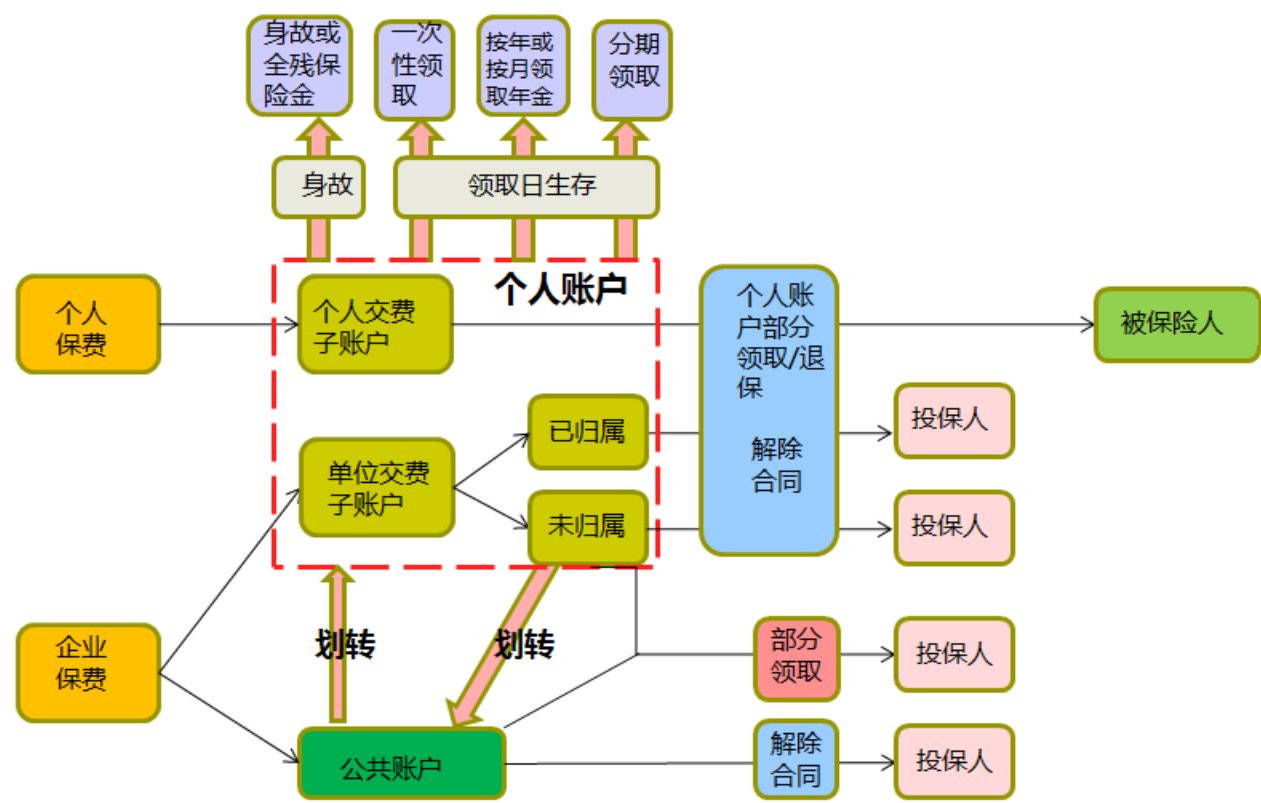 身故或
全残保
险金
一次
性领
取
按年或
按月领
取年金
分期
领取
身故
领取日生存
个人账户
个人
保费
个人交费
子账户
个人账
户部分
领取/退
保
解除
合同
被保险人
已归属
投保人
单位交费
子账户
未归属
投保人
企业
保费
划转
划转
部分
领取
投保人
公共账户
解除
合同
投保人